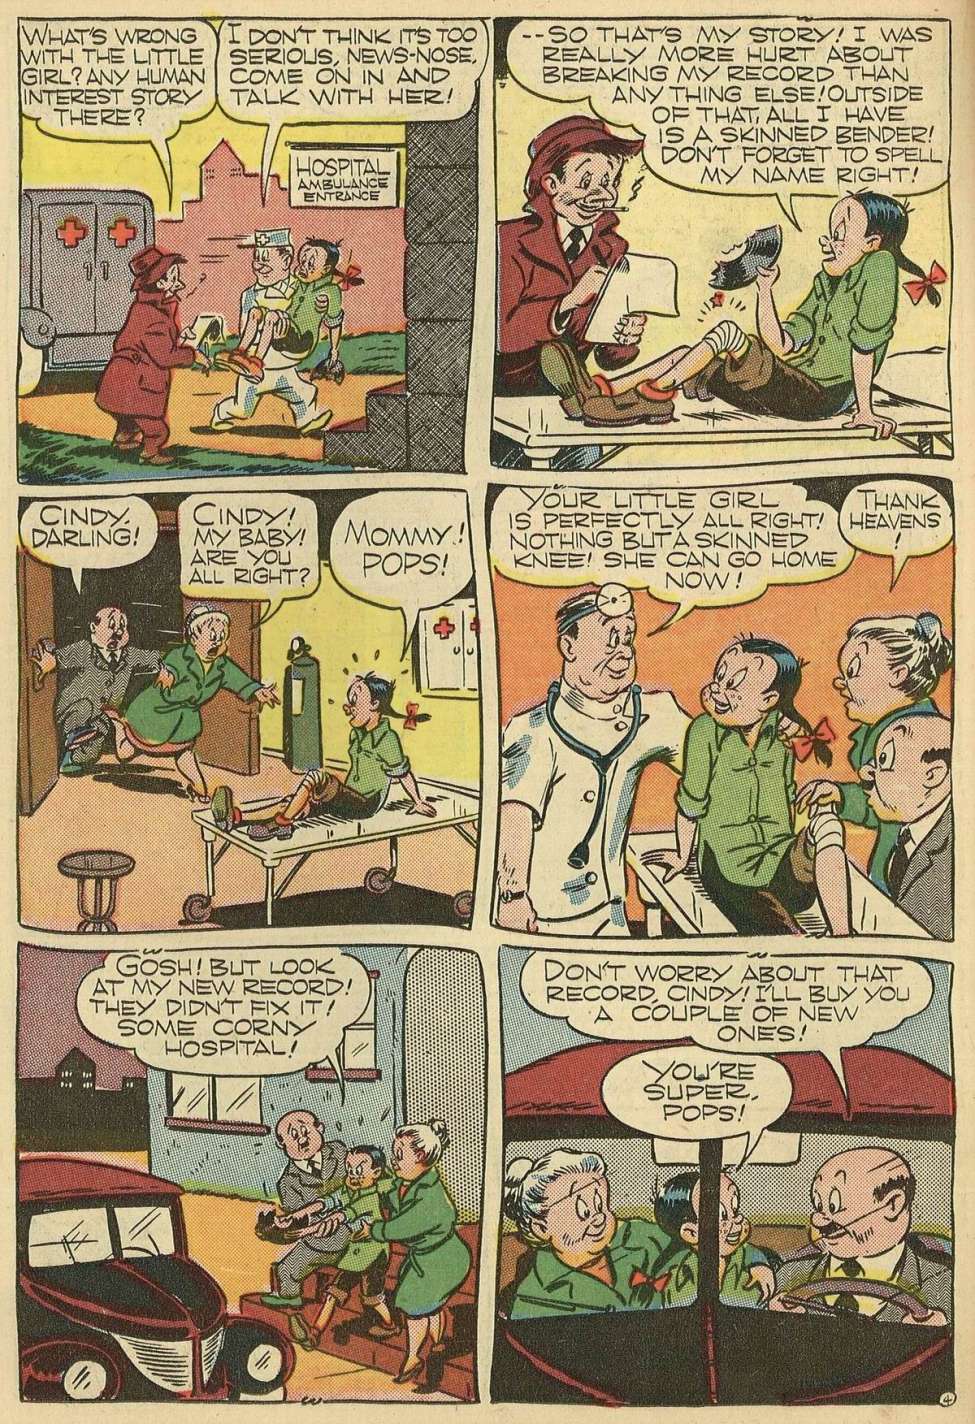 WHAT'S WRONG
WITH THE LITTLE
GIRL? ANY HUMAN
INTEREST STORY
THERE?
I DON'T THINK IT'S TOO
SERIOUS, NEWS-NOSE,
COME ON IN AND
TALK WITH HER!
HOSPITAL
AMBULANCE
ENTRANCE
--SO THAT'S MY STORY! I WAS
REALLY MORE HURT ABOUT
BREAKING MY RECORD THAN
ANY THING ELSE! OUTSIDE
OF THAT, ALL I HAVE
IS A SKINNED BENDER!
DON'T FORGET TO SPELL
MY NAME RIGHT!
CINDY,
DARLING!
CINDY!
MY BABY!
ARE YOU
ALL RIGHT?
MOMMY!
POPS!
YOUR LITTLE GIRL
IS PERFECTLY ALL RIGHT!
NOTHING BUT A SKINNED
KNEE! SHE CAN GO HOME
NOW!
THANK
HEAVENS
!
GOSH! BUT LOOK
AT MY NEW RECORD!
THEY DIDN'T FIX IT!
SOME CORNY
HOSPITAL!
DON'T WORRY ABOUT THAT
RECORD, CINDY! I'LL BUY YOU
A COUPLE OF NEW
ONES!
YOU'RE
SUPER,
POPS!
4